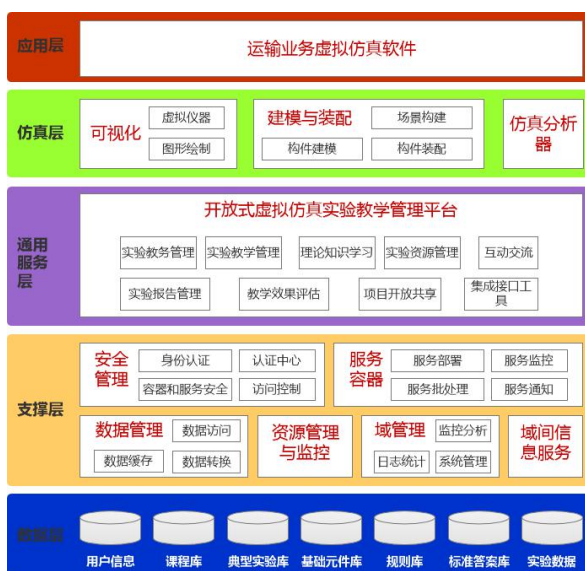 应用层
运输业务虚拟仿真软件
仿真层
可视化
虚拟仪器
图形绘制
建模与装配
场景构建
构件建模
构件装配
仿真分析
器
通用
服务
层
开放式虚拟仿真实验教学管理平台
实验教务管理
实验教学管理
理论知识学习
实验资源管理
互动交流
实验报告管理
教学效果评估
项目开放共享
集成接口工
具
支撑层
安全
管理
身份认证
认证中心
容器和服务安全
访问控制
服务
容器
服务部署
服务监控
服务批处理
服务通知
数据管理
数据访问
数据缓存
数据转换
资源管理
与监控
域管理
监控分析
日志统计
系统管理
域间信
息服务
数据层
用户信息
课程库
典型实验库
基础元件库
规则库
标准答案库
实验数据